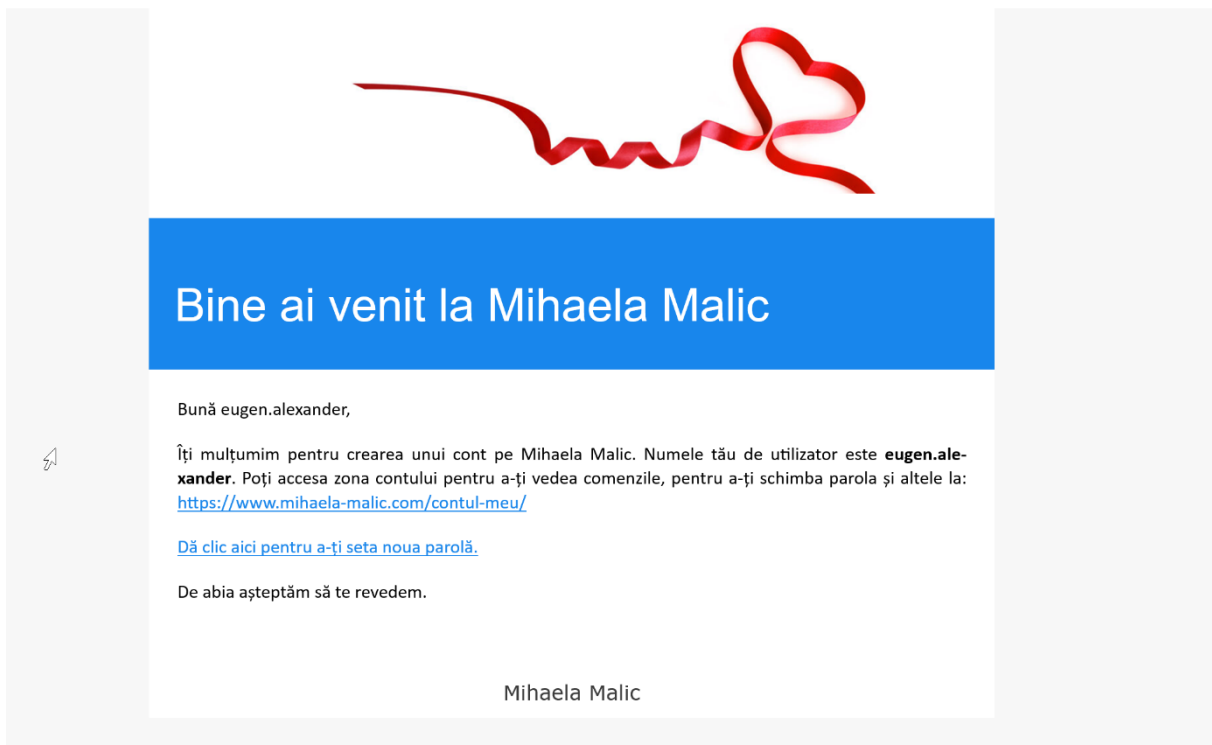 Bine ai venit la Mihaela Malic
Bună eugen.alexander,
Îți mulțumim pentru crearea unui cont pe Mihaela Malic. Numele tău de utilizator este eugen.ale-
xander. Poți accesa zona contului pentru a-ți vedea comenzile, pentru a-ți schimba parola și altele la:
https://www.mihaela-malic.com/contul-meu/
Dă clic aici pentru a-ți seta noua parolă.
De abia așteptăm să te revedem.
Mihaela Malic